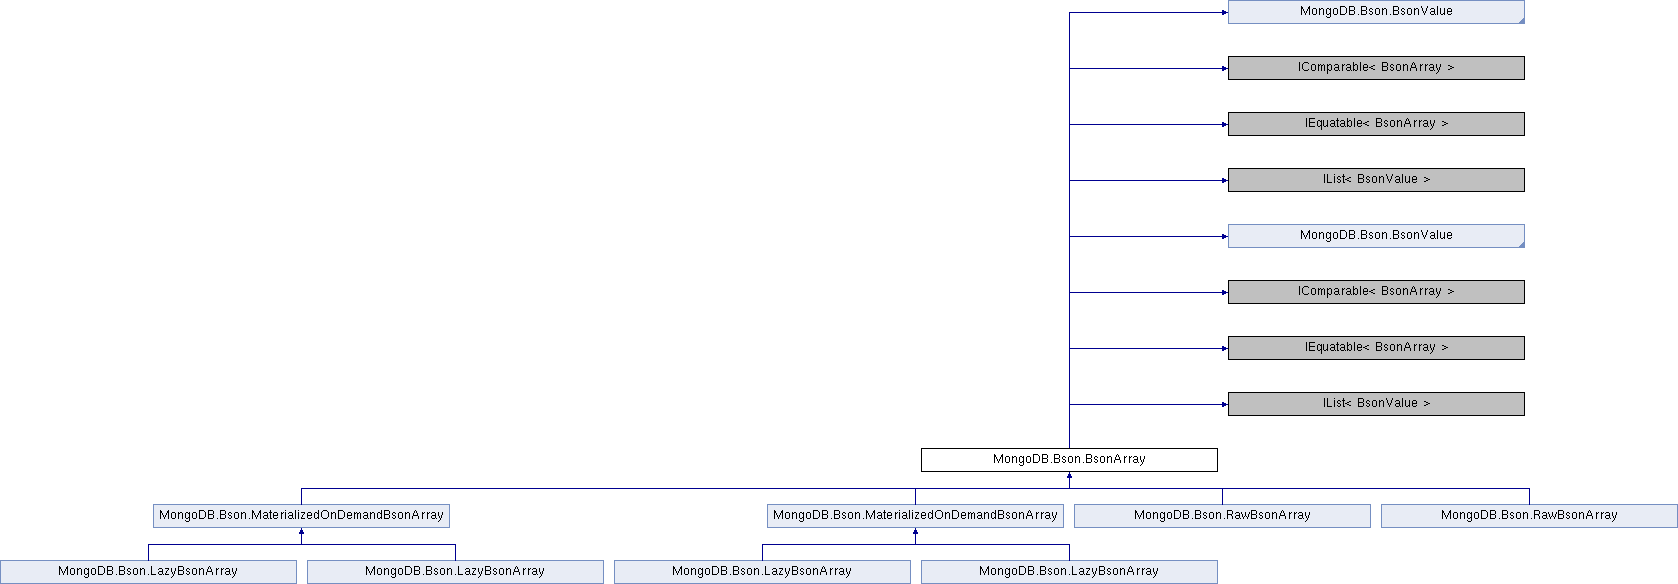 MongoDB.Bson.BsonValue
IComparable< BsonArray >
IEquatable< BsonArray >
IList< BsonValue >
MongoDB.Bson.BsonValue
IComparable< BsonArray >
IEquatable< BsonArray >
IList< BsonValue >
MongoDB.Bson.BsonArray
MongoDB.Bson.MaterializedOnDemandBsonArray
MongoDB.Bson.MaterializedOnDemandBsonArray
MongoDB.Bson.RawBsonArray
MongoDB.Bson.RawBsonArray
MongoDB.Bson.LazyBsonArray
MongoDB.Bson.LazyBsonArray
MongoDB.Bson.LazyBsonArray
MongoDB.Bson.LazyBsonArray